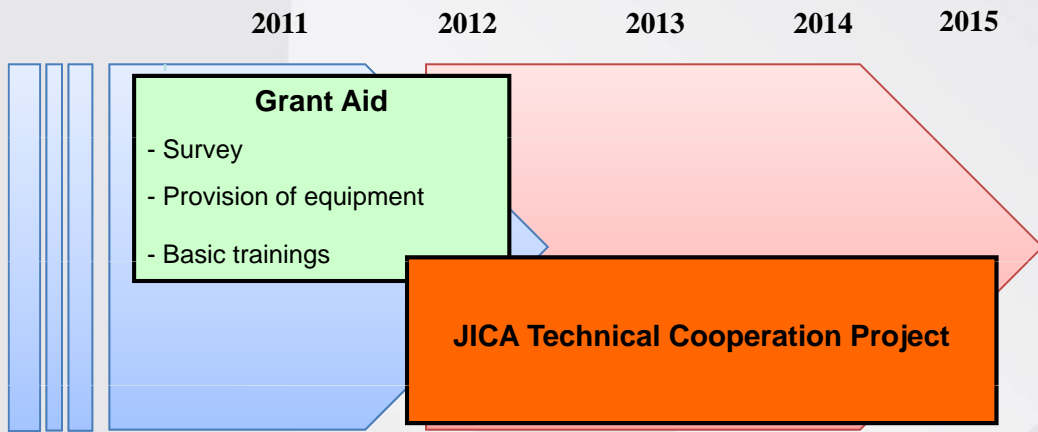 2011 2012 2013 2014 2015
Grant Aid
- Survey
- Provision of equipment
- Basic trainings
JICA Technical Cooperation Project